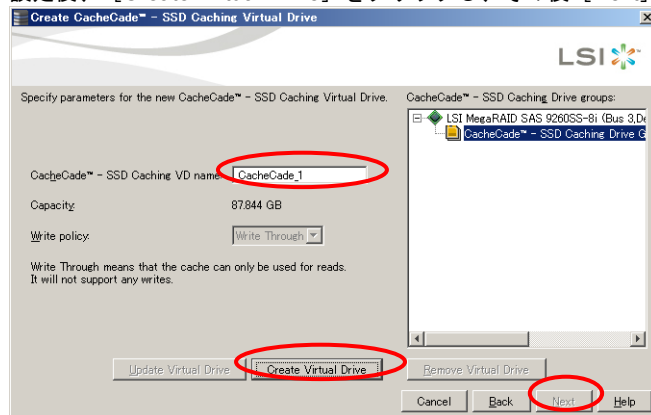 Create CacheCade™ - SSD Caching Virtual Drive
LSI
Specify parameters for the new CacheCade™ - SSD Caching Virtual Drive.
CacheCade™ - SSD Caching Drive groups:
LSI MegaRAID SAS 9260SS-8i (Bus 3,De
CacheCade™ - SSD Caching Drive G
CacheCade™ - SSD Caching VD name:
CacheCade_1
Capacity:
87.844 GB
Write policy:
Write Through
Write Through means that the cache can only be used for reads.
It will not support any writes.
Update Virtual Drive
Create Virtual Drive
Remove Virtual Drive
Cancel
Back
Next
Help